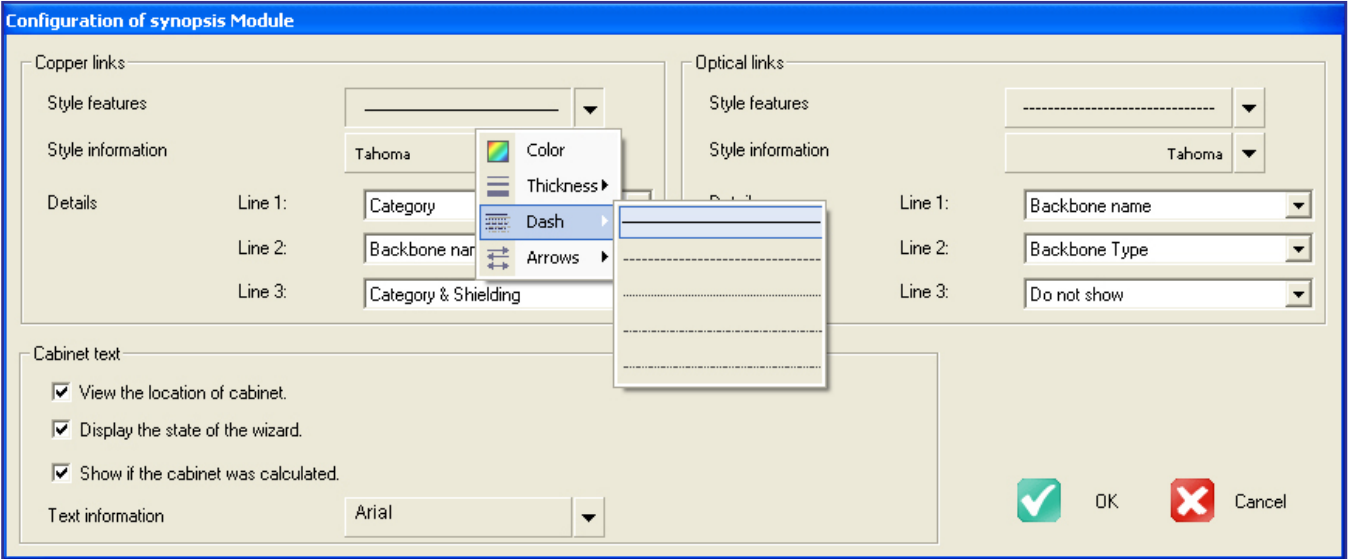 Configuration of synopsis Module
Copper links
Style features
Style information
Tahoma
Details
Line 1:
Category
Line 2:
Line 3:
Category & Shielding
Color
Thickness
Dash
Arrows
Optical links
Style features
Style information
Tahoma
Line 1:
Backbone name
Line 2:
Backbone Type
Line 3:
Do not show
Backbone
Cabinet text
View the location of cabinet.
Display the state of the wizard.
Show if the cabinet was calculated.
Text information
Arial
OK
Cancel